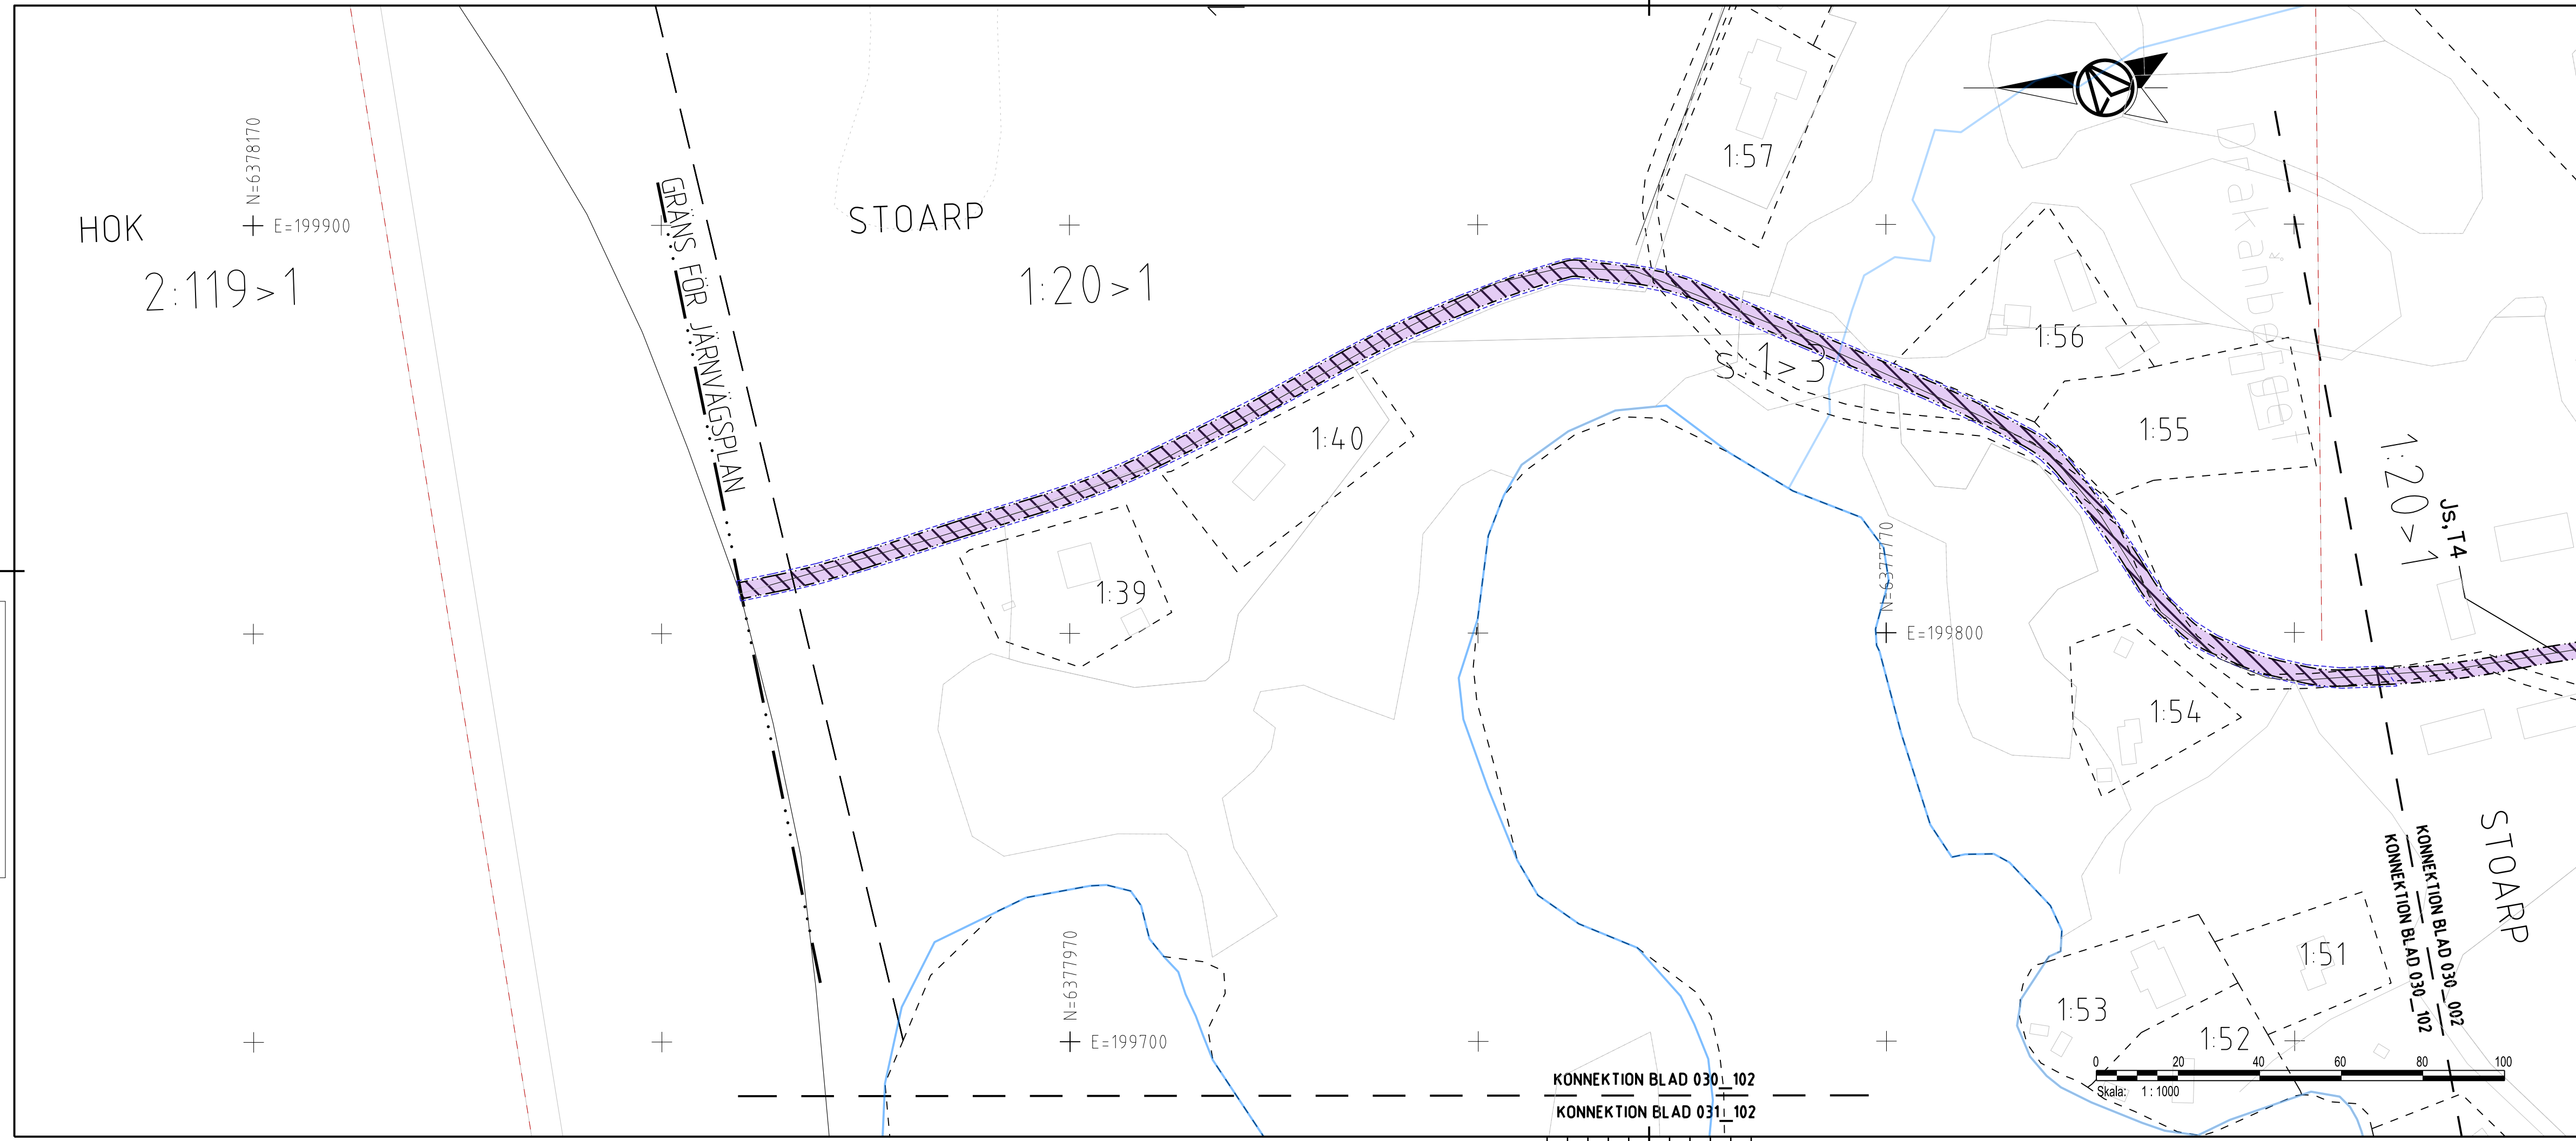 HOK
2:119>1
N=6378170
E=199900
GRÄNS FÖR JÄRNVÄGSPLAN
STOARP
1:20>1
1:57
Drakanbeetel
1:56
s:1>3
1:40
1:55
1:20>1
Js,T4
1:39
N=6377770
E=199800
1:54
STOARP
KONNEKTION BLAD 030_002
KONNEKTION BLAD 030_102
1:51
1:53
1:52
N=6377970
E=199700
KONNEKTION BLAD 030_102
KONNEKTION BLAD 031_102
0 20 40 60 80 100
Skala: 1 : 1000